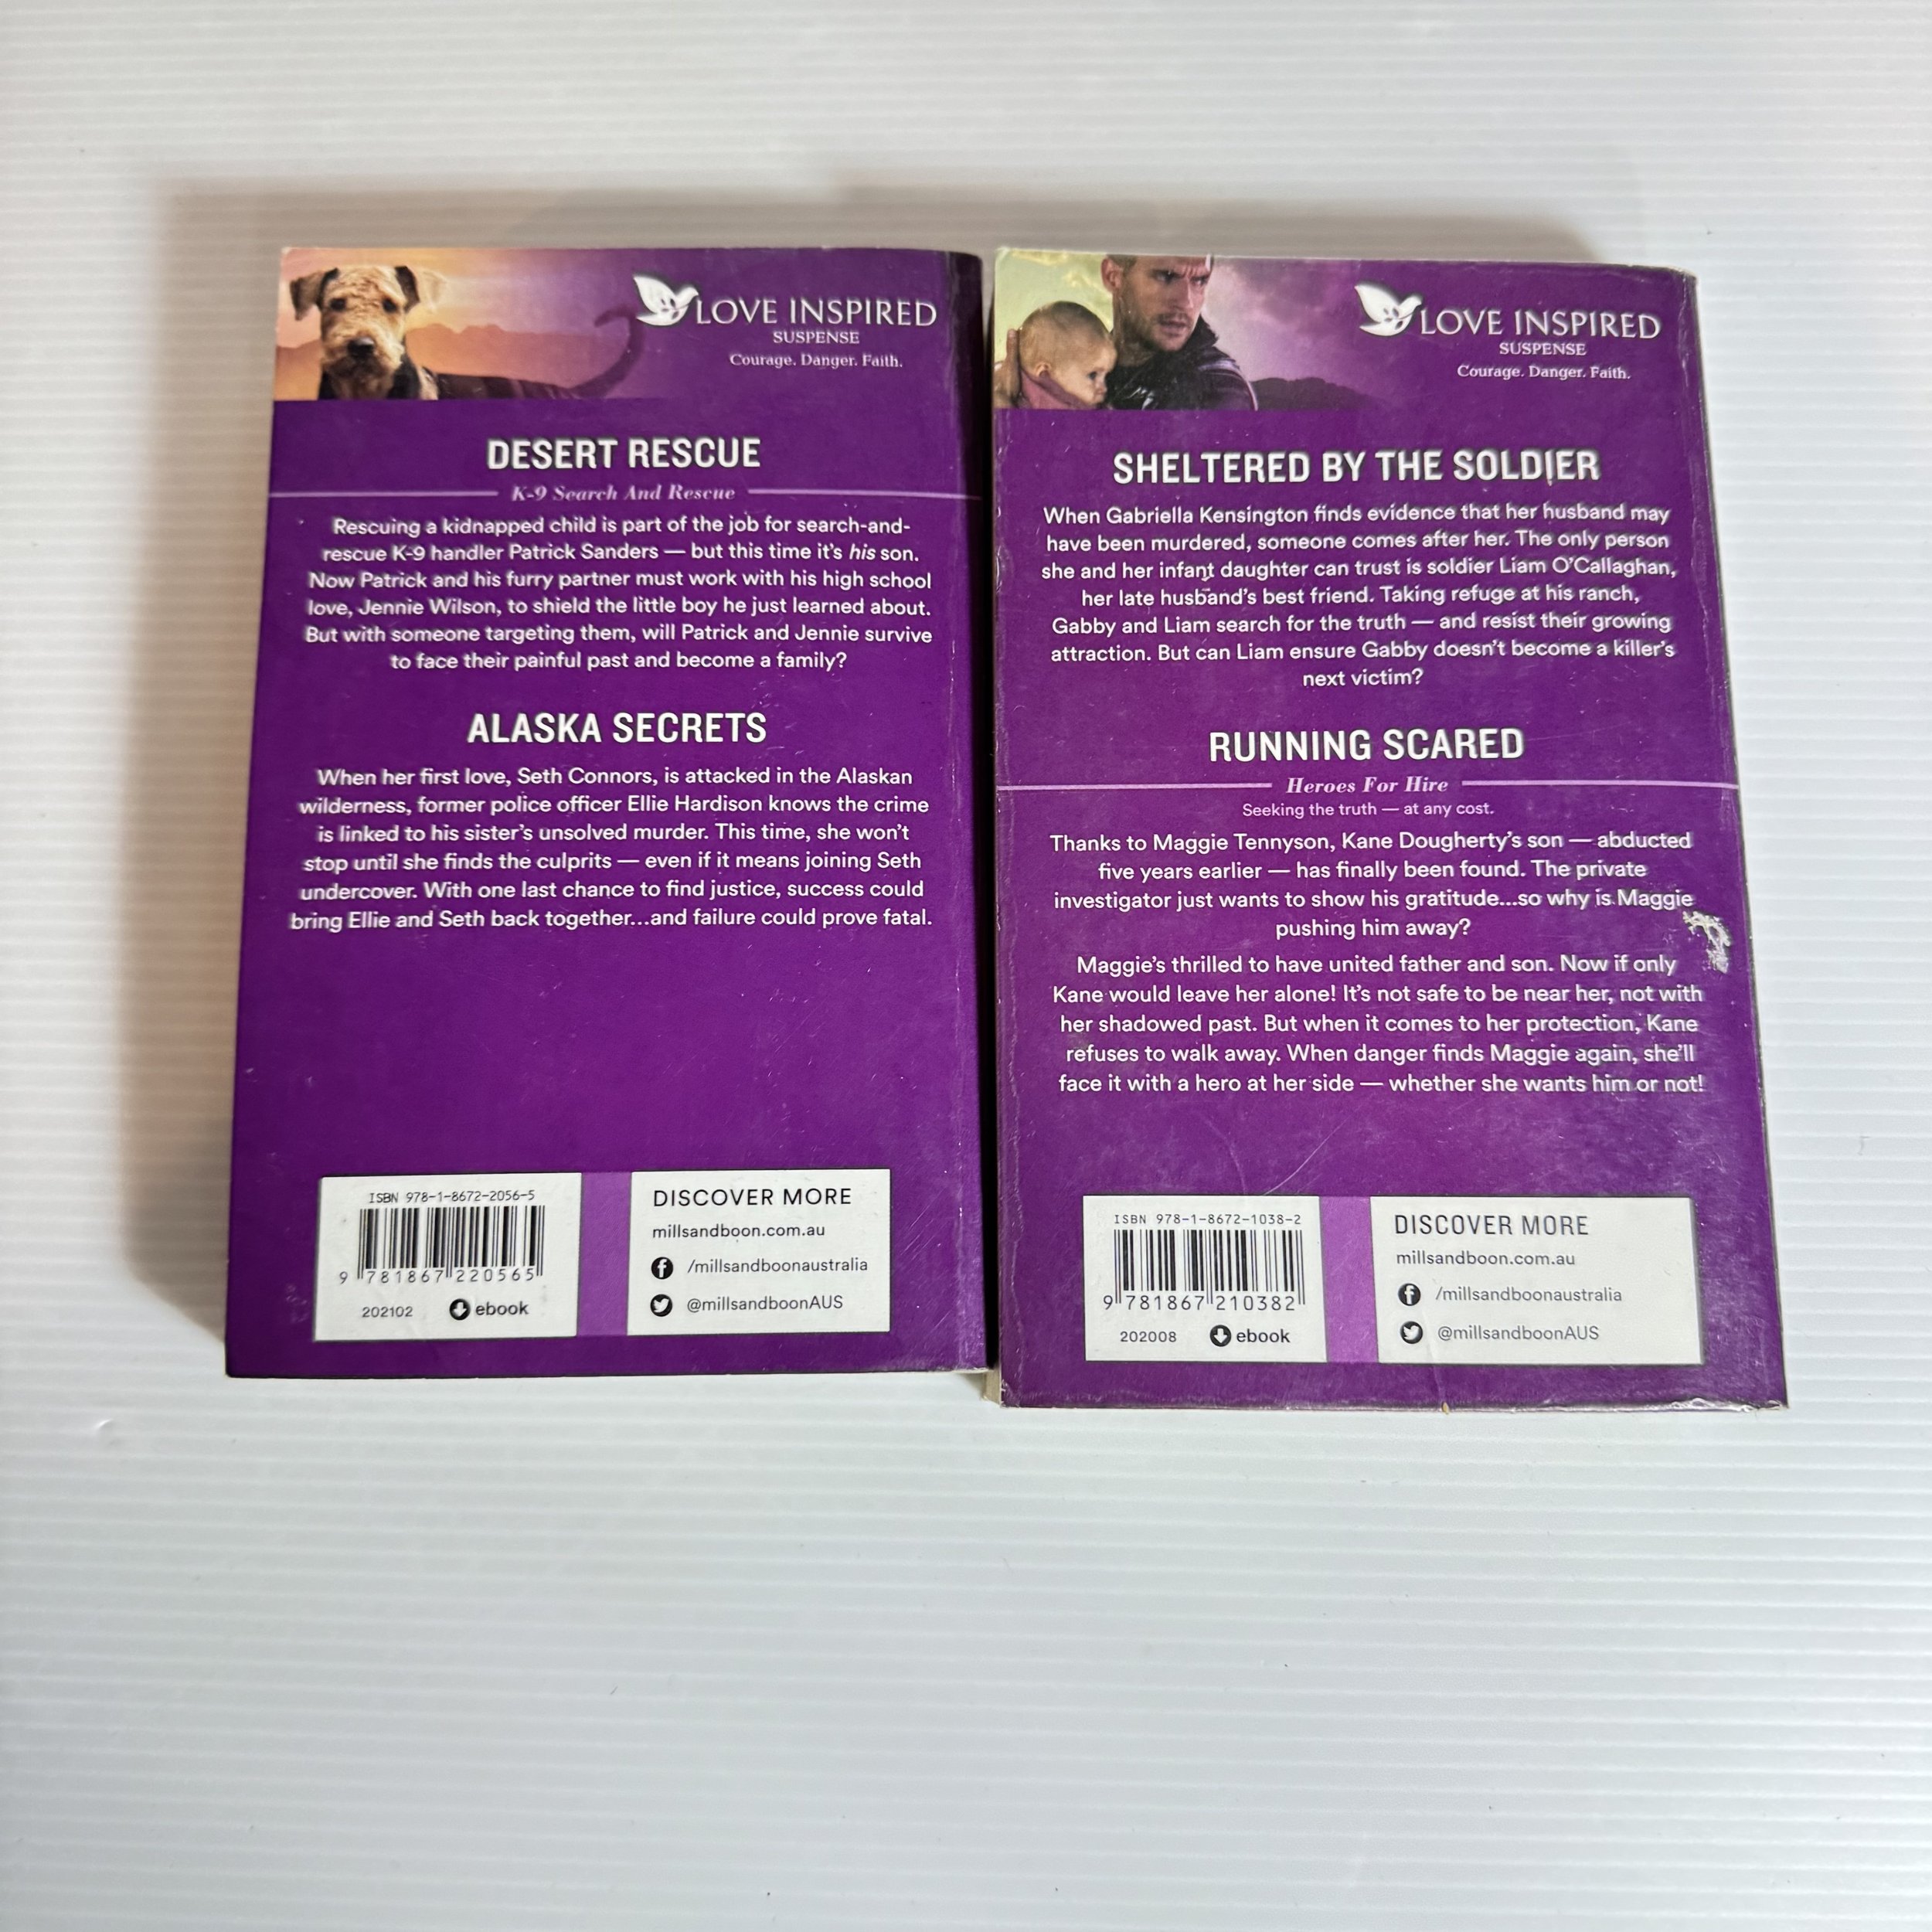 LOVE INSPIRED
SUSPENSE
Courage. Danger. Faith.
DESERT RESCUE
K-9 Search And Rescue
Rescuing a kidnapped child is part of the job for search-and-
rescue K-9 handler Patrick Sanders — but this time it's his son.
Now Patrick and his furry partner must work with his high school
love, Jennie Wilson, to shield the little boy he just learned about.
But with someone targeting them, will Patrick and Jennie survive
to face their painful past and become a family?
ALASKA SECRETS
When her first love, Seth Connors, is attacked in the Alaskan
wilderness, former police officer Ellie Hardison knows the crime
is linked to his sister's unsolved murder. This time, she won't
stop until she finds the culprits — even if it means joining Seth
undercover. With one last chance to find justice, success could
bring Ellie and Seth back together...and failure could prove fatal.
ISBN 978-1-8672-2056-5
9 781867 220565
202102 ebook
DISCOVER MORE
millsandboon.com.au
/millsandboonaustralia
@millsandboonAUS
LOVE INSPIRED
SUSPENSE
Courage. Danger. Faith.
SHELTERED BY THE SOLDIER
When Gabriella Kensington finds evidence that her husband may
have been murdered, someone comes after her. The only person
she and her infant daughter can trust is soldier Liam O'Callaghan,
her late husband's best friend. Taking refuge at his ranch,
Gabby and Liam search for the truth — and resist their growing
attraction. But can Liam ensure Gabby doesn't become a killer's
next victim?
RUNNING SCARED
Heroes For Hire
Seeking the truth — at any cost.
Thanks to Maggie Tennyson, Kane Dougherty's son — abducted
five years earlier — has finally been found. The private
investigator just wants to show his gratitude...so why is Maggie
pushing him away?
Maggie's thrilled to have united father and son. Now if only
Kane would leave her alone! It's not safe to be near her, not with
her shadowed past. But when it comes to her protection, Kane
refuses to walk away. When danger finds Maggie again, she'll
face it with a hero at her side — whether she wants him or not!
ISBN 978-1-8672-1038-2
9 781867 210382
202008 ebook
DISCOVER MORE
millsandboon.com.au
/millsandboonaustralia
@millsandboonAUS